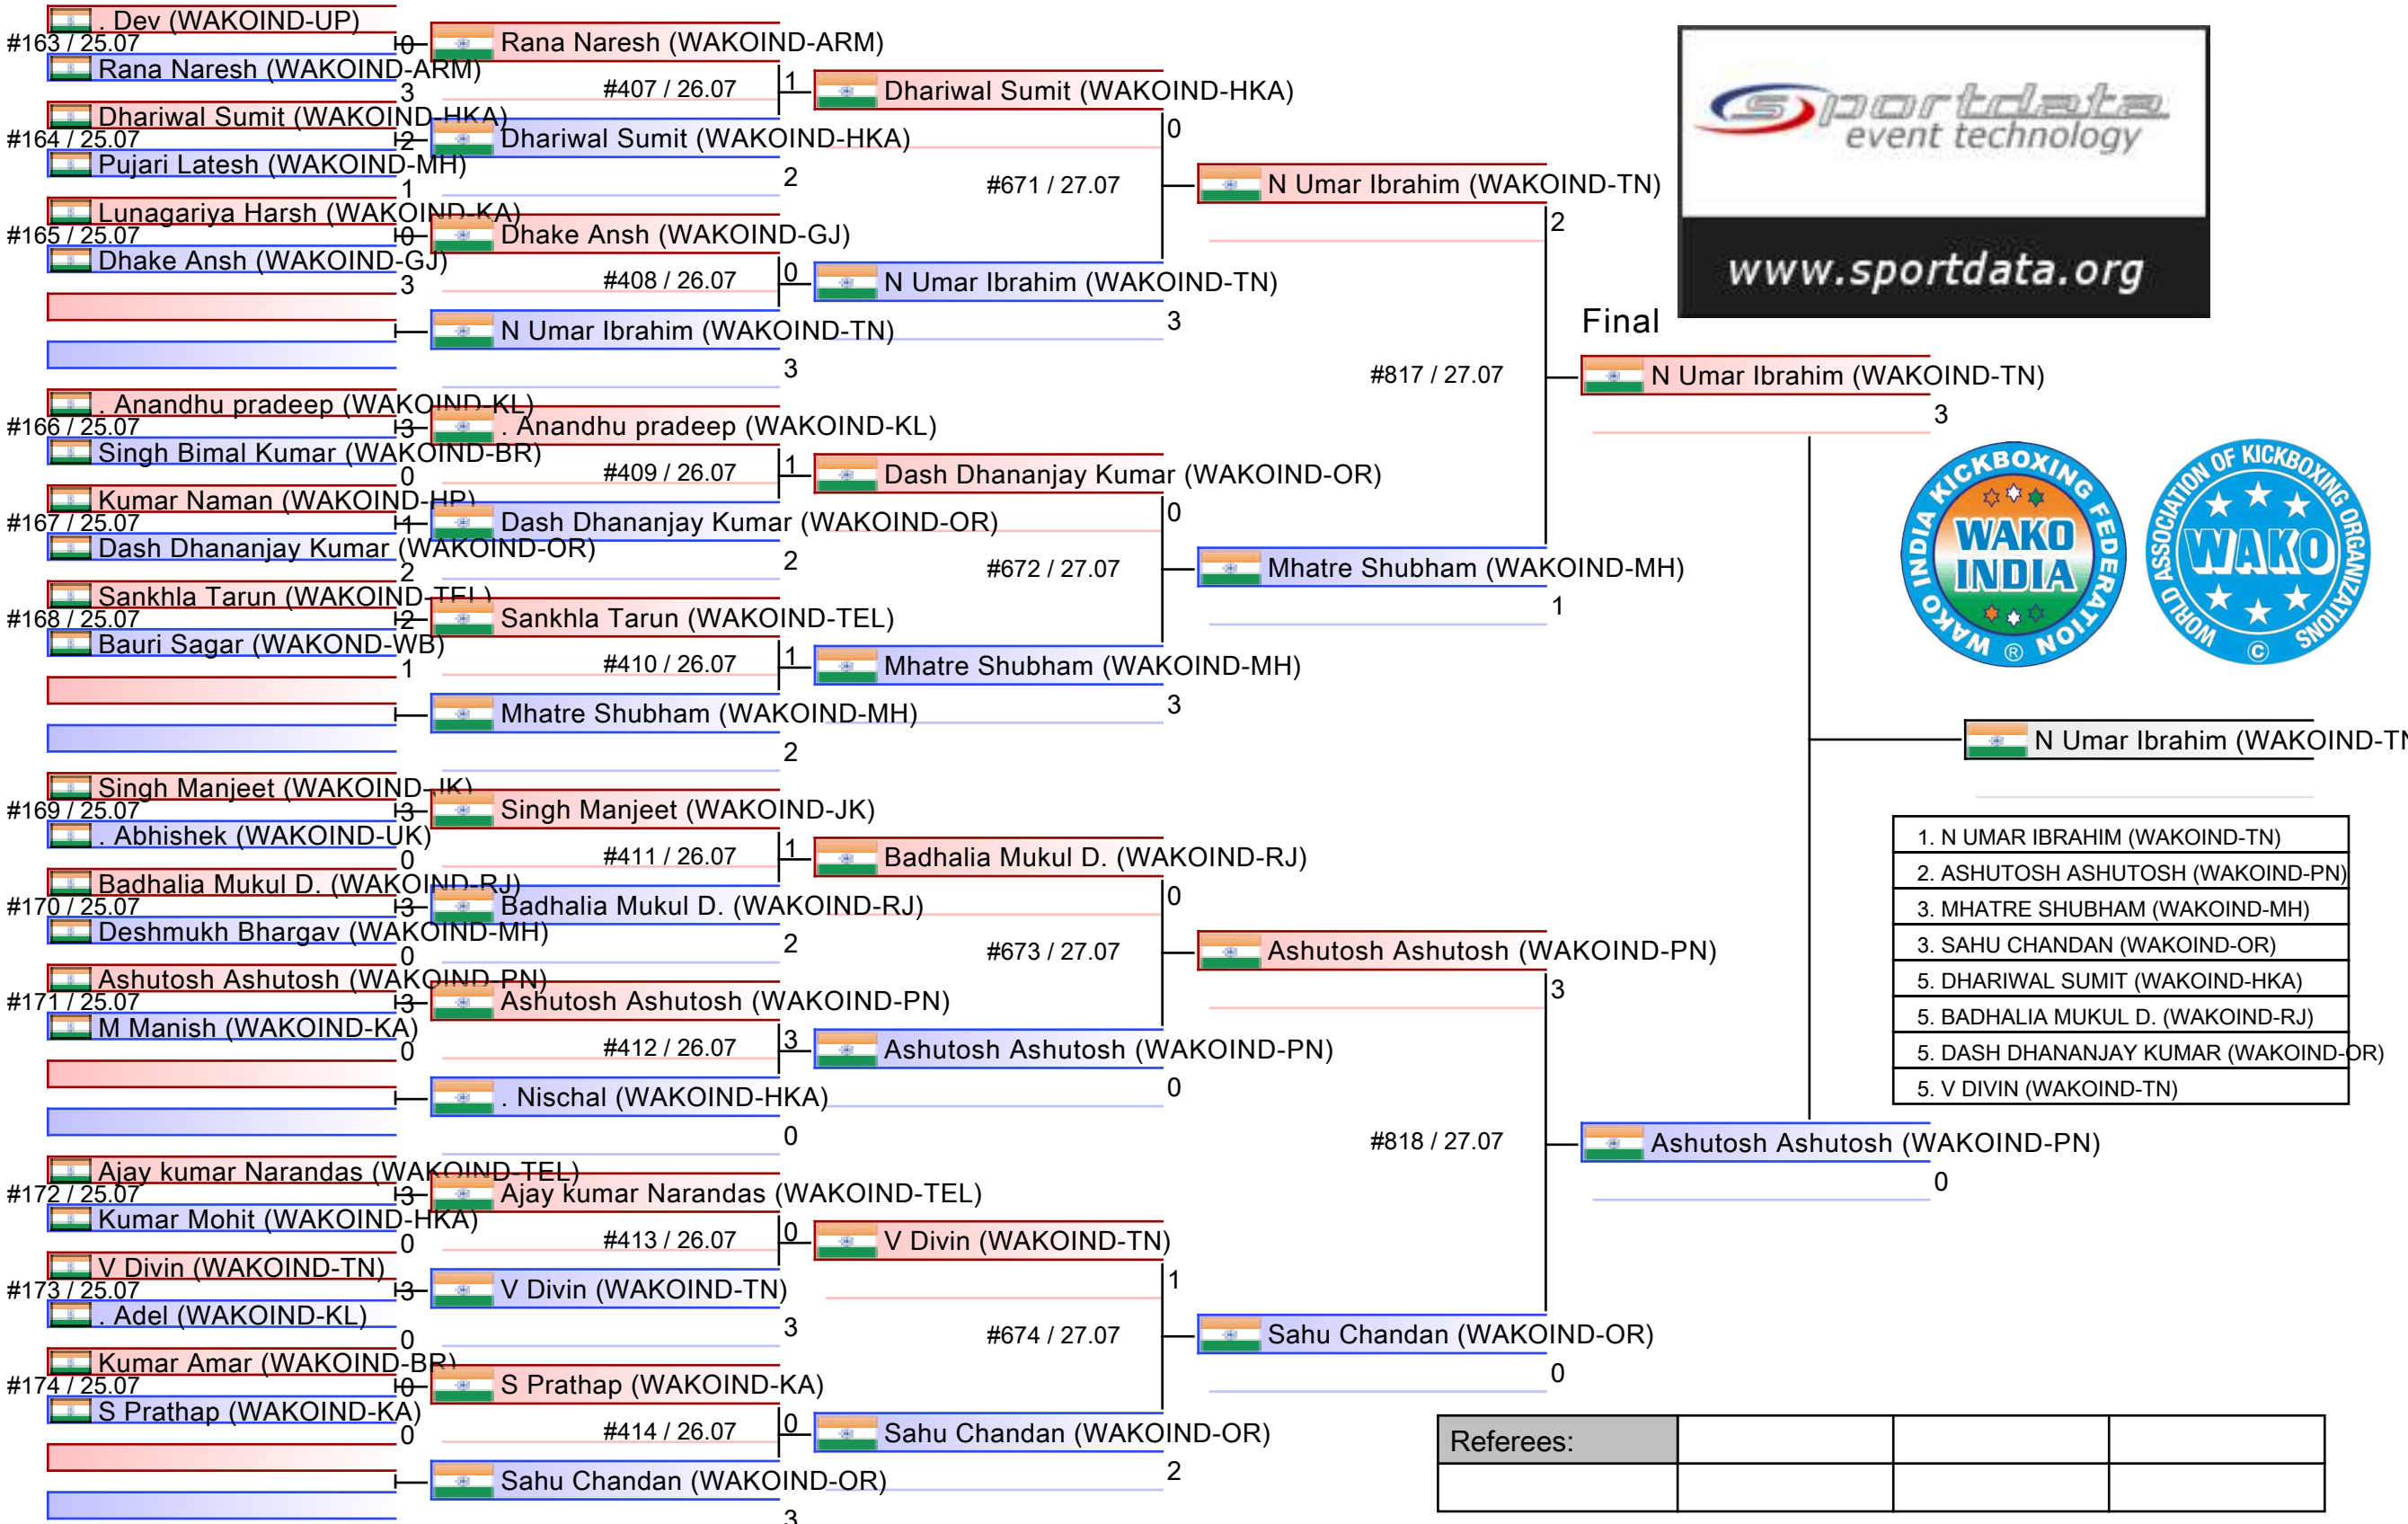 . Dev (WAKOIND-UP)
#163 / 25.07
0
Rana Naresh (WAKOIND-ARM)
3
Dhariwal Sumit (WAKOIND-HKA)
#164 / 25.07
2
Pujari Latesh (WAKOIND-MH)
1
Lunagariya Harsh (WAKOIND-KA)
#165 / 25.07
0
Dhake Ansh (WAKOIND-GJ)
3
. Anandhu pradeep (WAKOIND-KL)
#166 / 25.07
3
Singh Bimal Kumar (WAKOIND-BR)
0
Kumar Naman (WAKOIND-HP)
#167 / 25.07
1
Dash Dhananjay Kumar (WAKOIND-OR)
2
Sankhla Tarun (WAKOIND-TEL)
#168 / 25.07
2
Bauri Sagar (WAKOND-WB)
1
Singh Manjeet (WAKOIND-JK)
#169 / 25.07
3
. Abhishek (WAKOIND-UK)
0
Badhalia Mukul D. (WAKOIND-RJ)
#170 / 25.07
3
Deshmukh Bhargav (WAKOIND-MH)
0
Ashutosh Ashutosh (WAKOIND-PN)
#171 / 25.07
3
M Manish (WAKOIND-KA)
0
Ajay kumar Narandas (WAKOIND-TEL)
#172 / 25.07
3
Kumar Mohit (WAKOIND-HKA)
0
V Divin (WAKOIND-TN)
#173 / 25.07
3
. Adel (WAKOIND-KL)
0
Kumar Amar (WAKOIND-BR)
#174 / 25.07
0
S Prathap (WAKOIND-KA)
0
Rana Naresh (WAKOIND-ARM)
#407 / 26.07
1
Dhariwal Sumit (WAKOIND-HKA)
2
Dhake Ansh (WAKOIND-GJ)
#408 / 26.07
0
N Umar Ibrahim (WAKOIND-TN)
3
. Anandhu pradeep (WAKOIND-KL)
#409 / 26.07
1
Dash Dhananjay Kumar (WAKOIND-OR)
2
Sankhla Tarun (WAKOIND-TEL)
#410 / 26.07
1
Mhatre Shubham (WAKOIND-MH)
2
Singh Manjeet (WAKOIND-JK)
#411 / 26.07
1
Badhalia Mukul D. (WAKOIND-RJ)
2
Ashutosh Ashutosh (WAKOIND-PN)
#412 / 26.07
3
. Nischal (WAKOIND-HKA)
0
Ajay kumar Narandas (WAKOIND-TEL)
#413 / 26.07
0
V Divin (WAKOIND-TN)
3
S Prathap (WAKOIND-KA)
#414 / 26.07
0
Sahu Chandan (WAKOIND-OR)
3
Dhariwal Sumit (WAKOIND-HKA)
0
#671 / 27.07
N Umar Ibrahim (WAKOIND-TN)
3
Dash Dhananjay Kumar (WAKOIND-OR)
0
#672 / 27.07
Mhatre Shubham (WAKOIND-MH)
3
Badhalia Mukul D. (WAKOIND-RJ)
0
#673 / 27.07
Ashutosh Ashutosh (WAKOIND-PN)
0
V Divin (WAKOIND-TN)
1
#674 / 27.07
Sahu Chandan (WAKOIND-OR)
2
N Umar Ibrahim (WAKOIND-TN)
2
#817 / 27.07
Mhatre Shubham (WAKOIND-MH)
1
Ashutosh Ashutosh (WAKOIND-PN)
3
#818 / 27.07
Sahu Chandan (WAKOIND-OR)
0
sportdata
event technology
www.sportdata.org
Final
N Umar Ibrahim (WAKOIND-TN)
3
Ashutosh Ashutosh (WAKOIND-PN)
0
WAKO INDIA KICKBOXING FEDERATION
WAKO
INDIA
®
WORLD ASSOCIATION OF KICKBOXING ORGANIZATIONS
WAKO
©
N Umar Ibrahim (WAKOIND-TN
1. N UMAR IBRAHIM (WAKOIND-TN)
2. ASHUTOSH ASHUTOSH (WAKOIND-PN)
3. MHATRE SHUBHAM (WAKOIND-MH)
3. SAHU CHANDAN (WAKOIND-OR)
5. DHARIWAL SUMIT (WAKOIND-HKA)
5. BADHALIA MUKUL D. (WAKOIND-RJ)
5. DASH DHANANJAY KUMAR (WAKOIND-OR)
5. V DIVIN (WAKOIND-TN)
Referees: